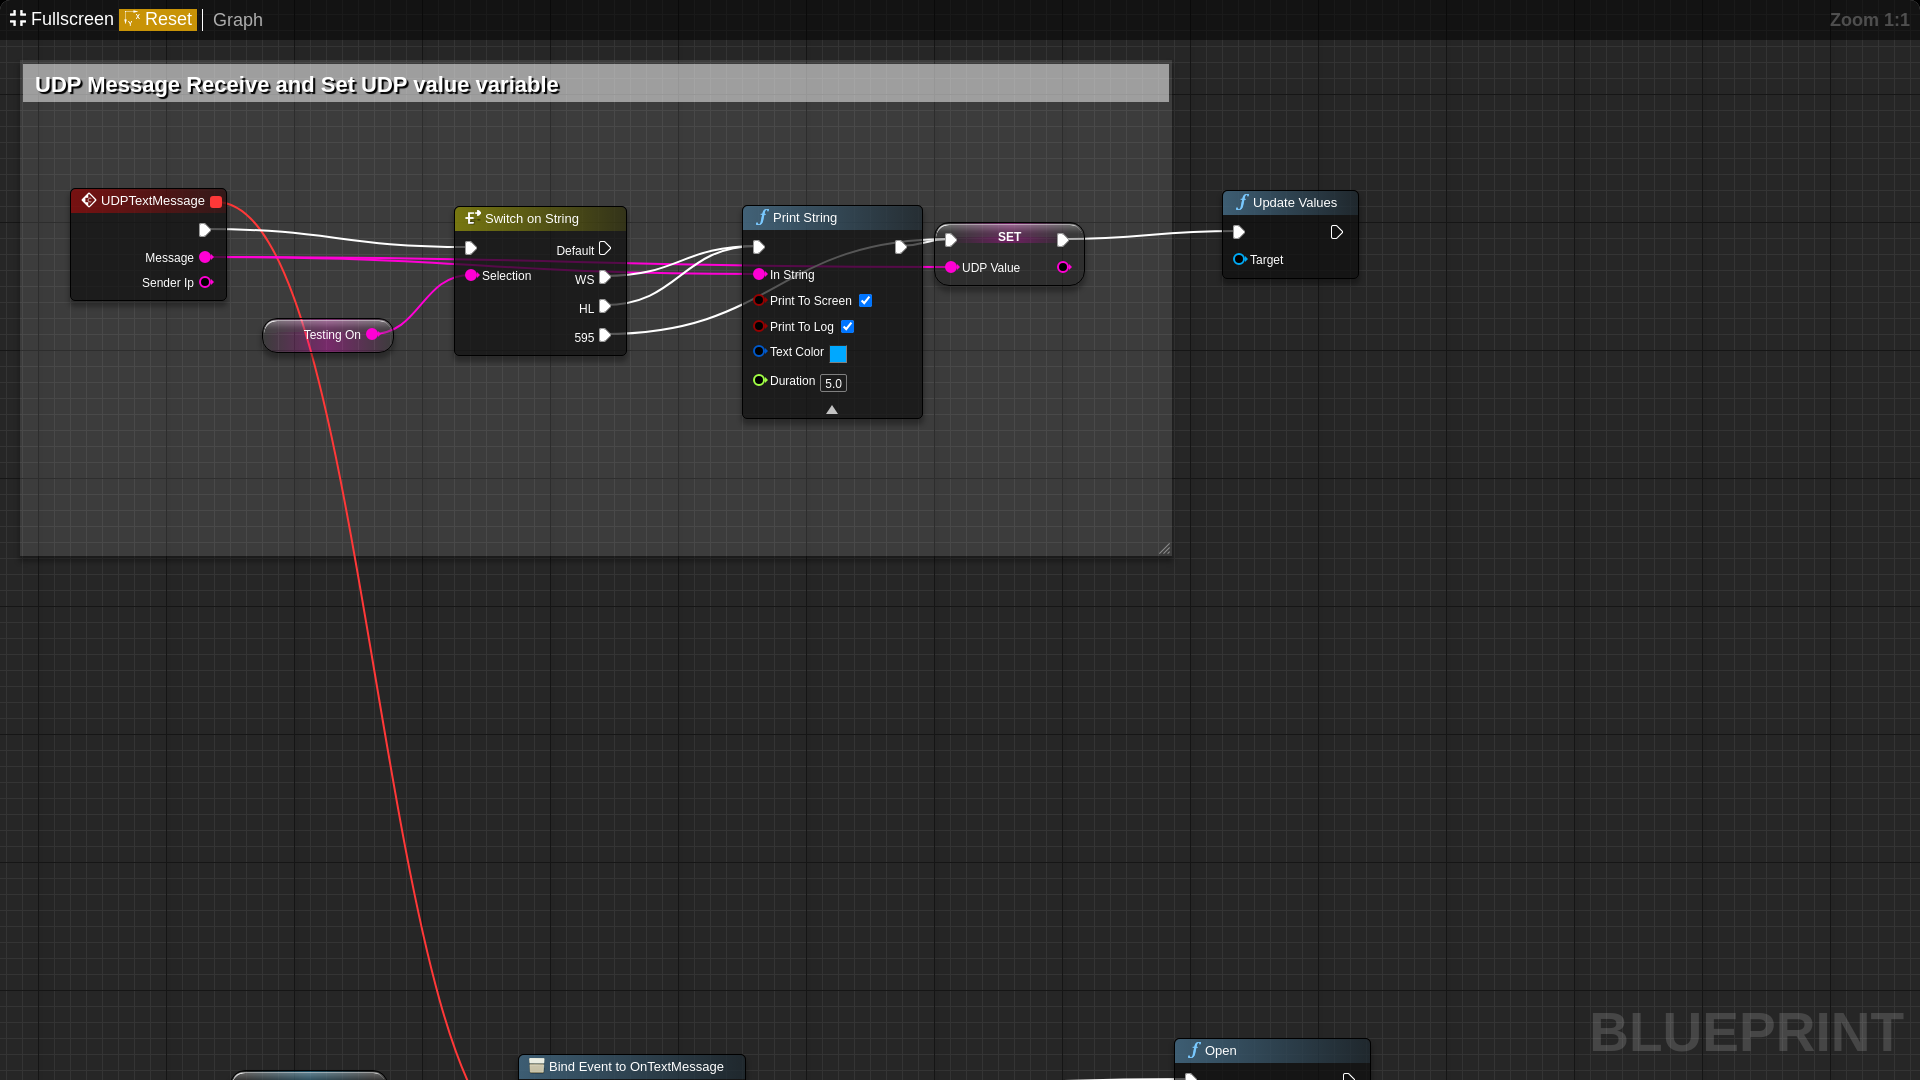 Fullscreen Reset Graph Zoom 1:1
UDP Message Receive and Set UDP value variable
UDPTextMessage
Message
Sender Ip
Testing On
Switch on String
Default
Selection
WS
HL
595
Print String
In String
Print To Screen
Print To Log
Text Color
Duration 5.0
SET
UDP Value
Update Values
Target
Bind Event to OnTextMessage
Open
BLUEPRINT